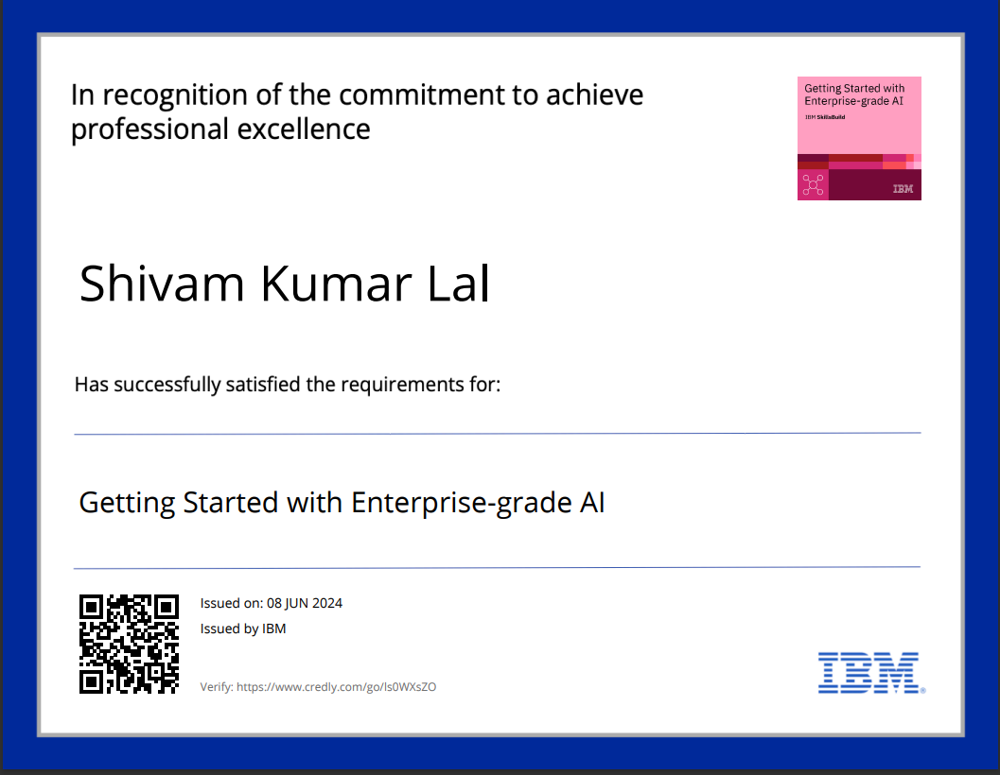 In recognition of the commitment to achieve
professional excellence
Getting Started with
Enterprise-grade AI
IBM SkillsBuild
IBM
Shivam Kumar Lal
Has successfully satisfied the requirements for:
Getting Started with Enterprise-grade AI
Issued on: 08 JUN 2024
Issued by IBM
Verify: https://www.credly.com/go/ls0WXsZO
IBM®